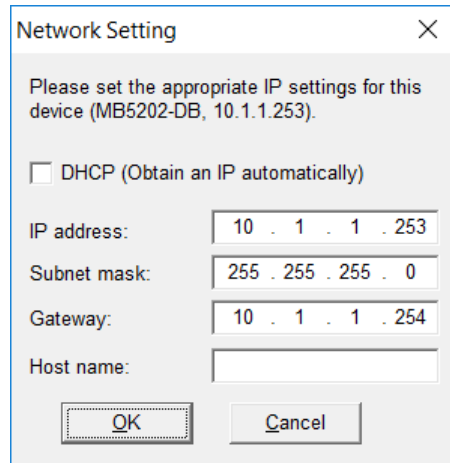 Network Setting
Please set the appropriate IP settings for this
device (MB5202-DB, 10.1.1.253).
DHCP (Obtain an IP automatically)
IP address: 10 . 1 . 1 . 253
Subnet mask: 255 . 255 . 255 . 0
Gateway: 10 . 1 . 1 . 254
Host name:
OK Cancel